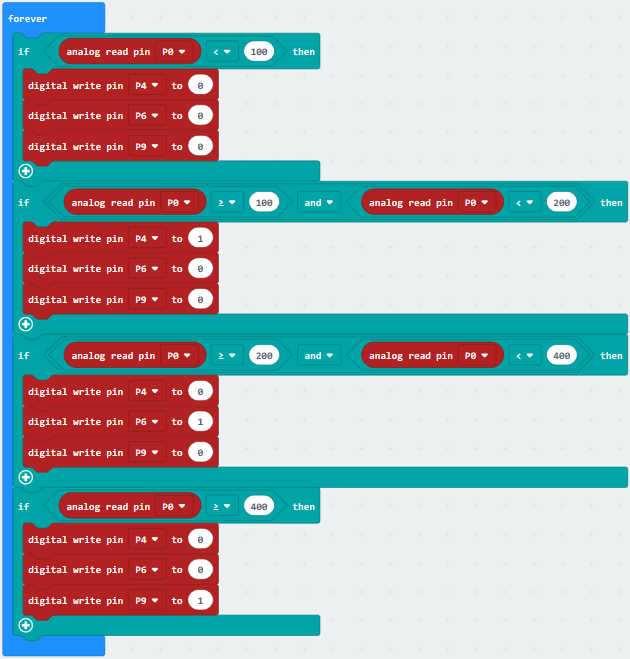 forever
if analog read pin P0 < 100 then
digital write pin P4 to 0
digital write pin P6 to 0
digital write pin P9 to 0
if analog read pin P0 ≥ 100 and analog read pin P0 < 200 then
digital write pin P4 to 1
digital write pin P6 to 0
digital write pin P9 to 0
if analog read pin P0 ≥ 200 and analog read pin P0 < 400 then
digital write pin P4 to 0
digital write pin P6 to 1
digital write pin P9 to 0
if analog read pin P0 ≥ 400 then
digital write pin P4 to 0
digital write pin P6 to 0
digital write pin P9 to 1